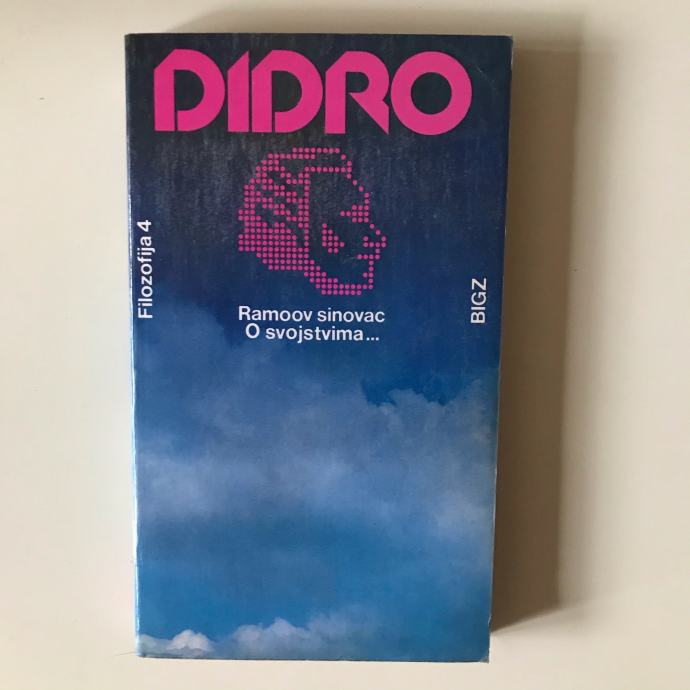 DIDRO
Filozofija 4
Ramoov sinovac
O svojstvima...
BIGZ